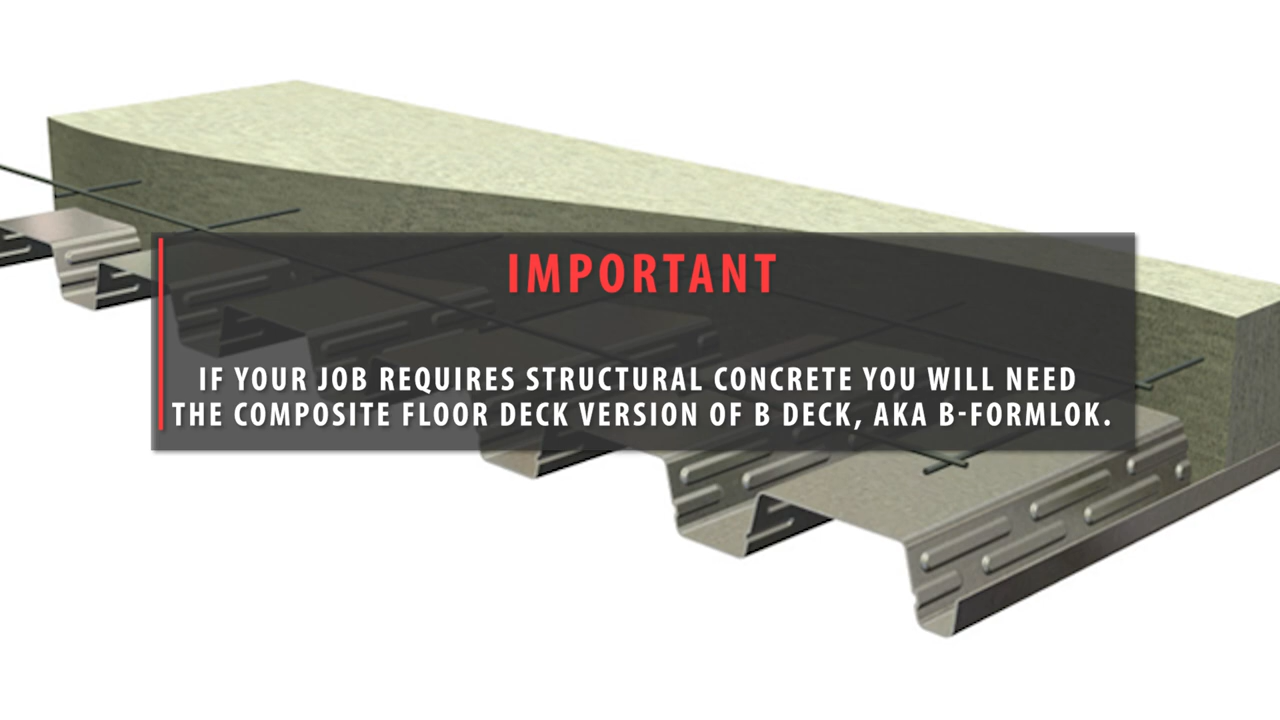 IMPORTANT
IF YOUR JOB REQUIRES STRUCTURAL CONCRETE YOU WILL NEED
THE COMPOSITE FLOOR DECK VERSION OF B DECK, AKA B-FORMLOK.